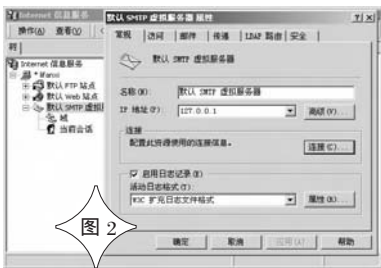 Internet 信息服务
操作(A) 查看(V)
树
Internet 信息服务
* wanxi
默认 FTP 站点
默认 Web 站点
默认 SMTP 虚拟
域
当前会话
默认 SMTP 虚拟服务器 属性
常规 访问 邮件 传递 LDAP 路由 安全
默认 SMTP 虚拟服务器
名称(M): 默认 SMTP 虚拟服务器
IP 地址(P): 127.0.0.1 高级(V)...
连接
配置此资源使用的连接信息。 连接(C)...
启用日志记录(E)
活动日志格式(T):
W3C 扩充日志文件格式 属性(O)...
确定 取消 应用(A) 帮助
图 2